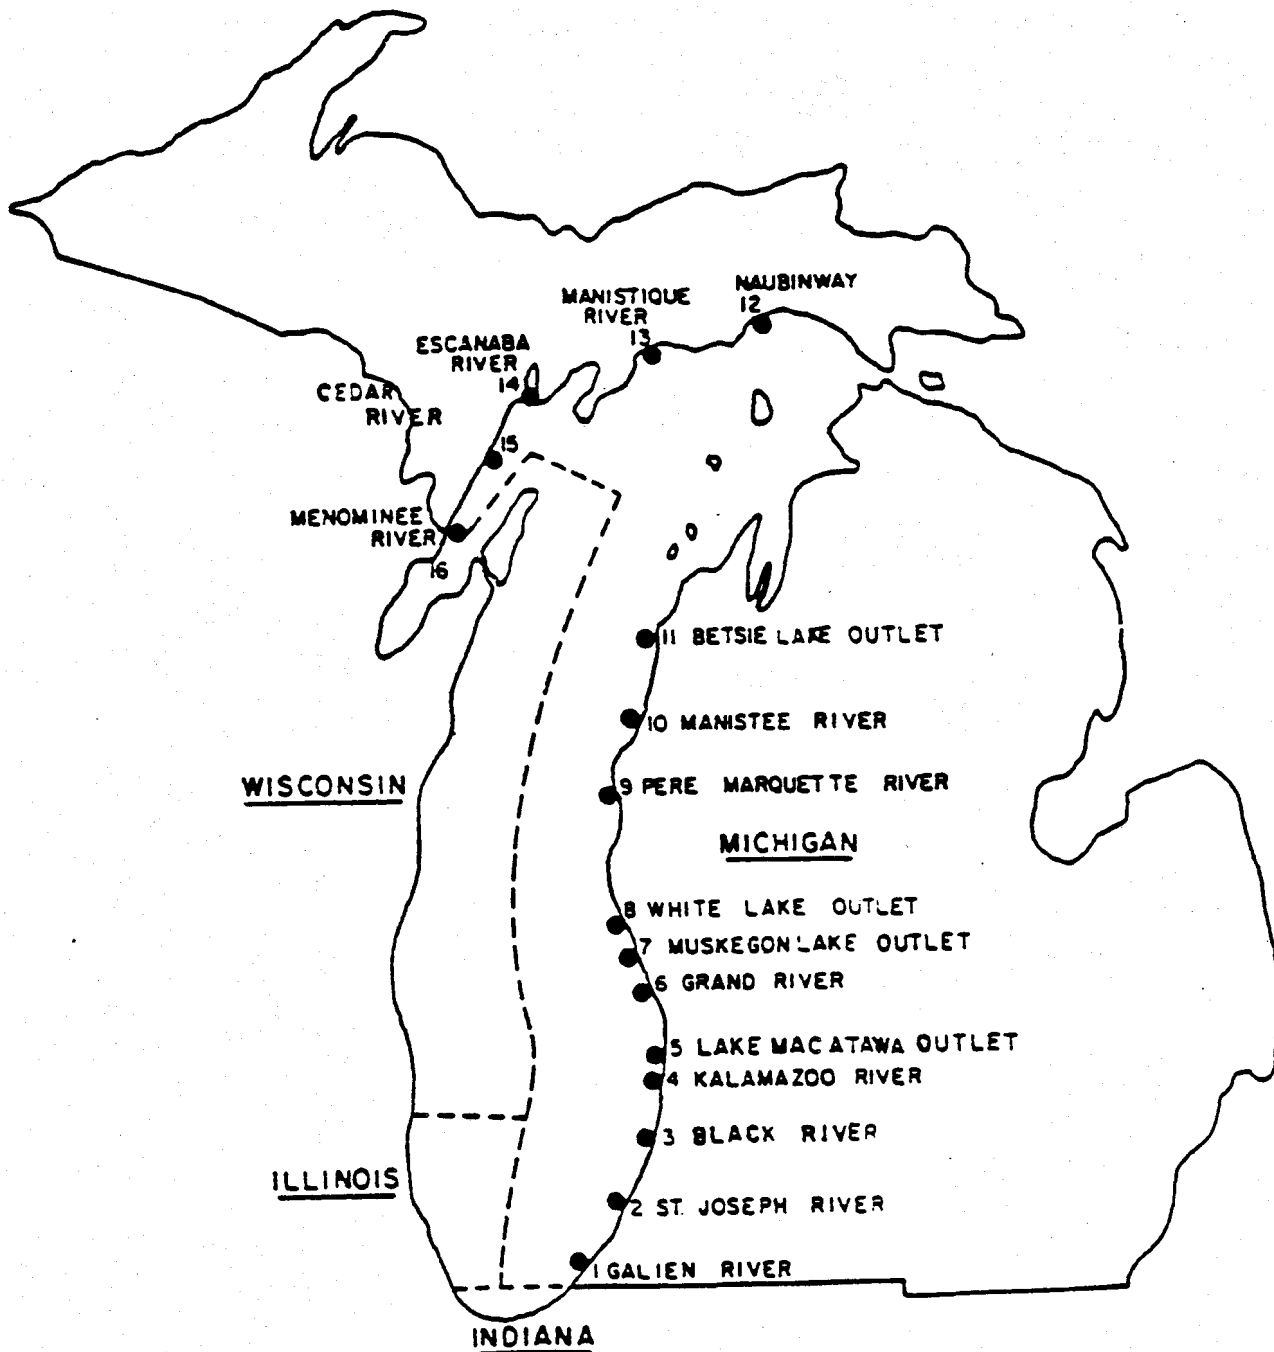 NAUBINWAY
12
MANISTIQUE
RIVER
13
ESCANABA
RIVER
14
CEDAR
RIVER
15
MENOMINEE
RIVER
16
11 BETSIE LAKE OUTLET
10 MANISTEE RIVER
WISCONSIN
9 PERE MARQUETTE RIVER
MICHIGAN
8 WHITE LAKE OUTLET
7 MUSKEGON LAKE OUTLET
6 GRAND RIVER
5 LAKE MACATAWA OUTLET
4 KALAMAZOO RIVER
3 BLACK RIVER
ILLINOIS
2 ST. JOSEPH RIVER
1 GALIEN RIVER
INDIANA